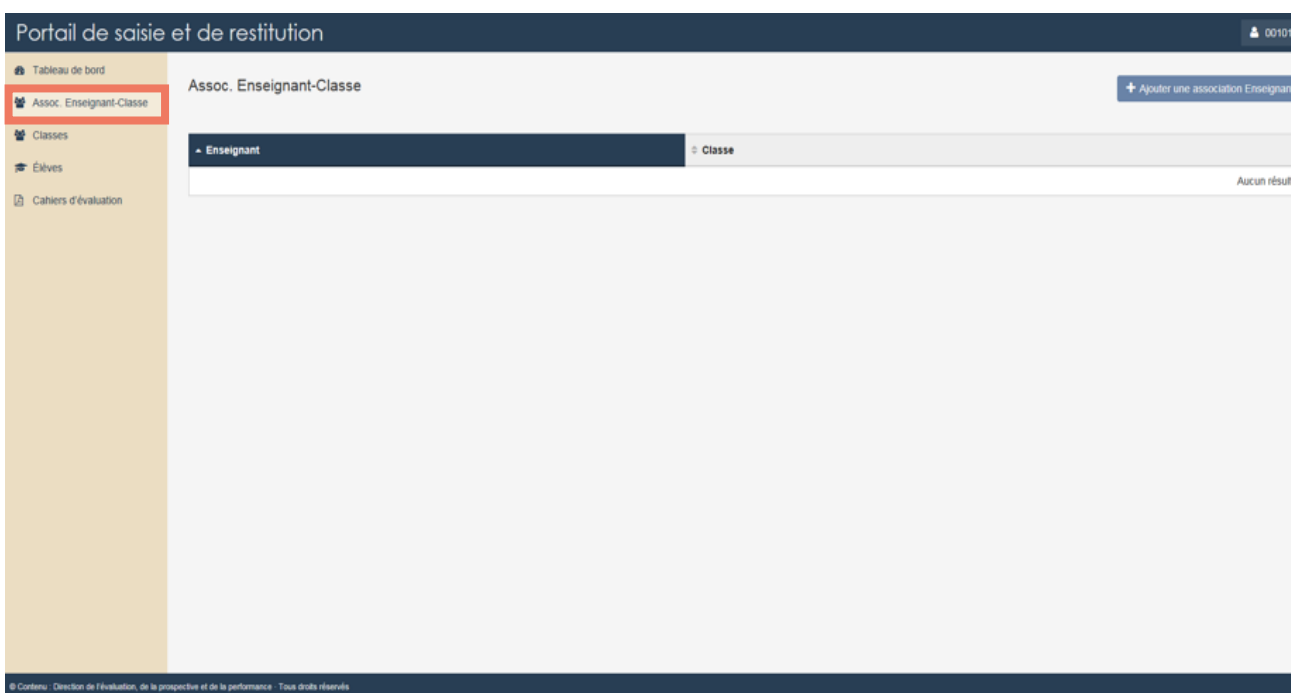 Portail de saisie et de restitution
00101
Tableau de bord
Assoc. Enseignant-Classe
Classes
Élèves
Cahiers d'évaluation
Assoc. Enseignant-Classe
Ajouter une association Enseignan
Enseignant
Classe
Aucun résult
© Contenu : Direction de l'évaluation, de la prospective et de la performance - Tous droits réservés